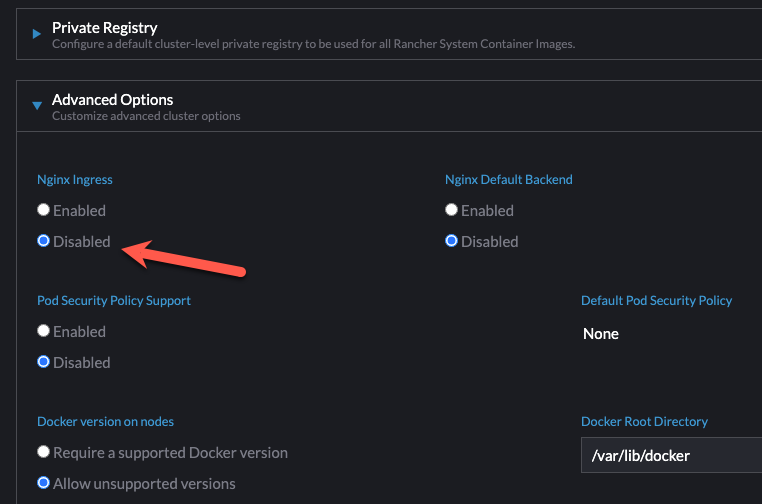 Private Registry
Configure a default cluster-level private registry to be used for all Rancher System Container Images.
Advanced Options
Customize advanced cluster options
Nginx Ingress
Nginx Default Backend
Enabled
Enabled
Disabled
Disabled
Pod Security Policy Support
Default Pod Security Policy
Enabled
None
Disabled
Docker version on nodes
Docker Root Directory
Require a supported Docker version
/var/lib/docker
Allow unsupported versions